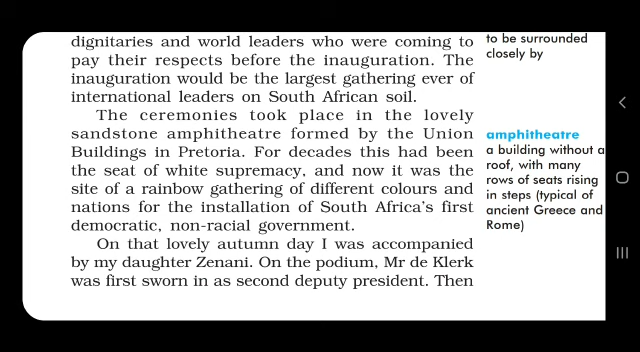 dignitaries and world leaders who were coming to
pay their respects before the inauguration. The
inauguration would be the largest gathering ever of
international leaders on South African soil.
The ceremonies took place in the lovely
sandstone amphitheatre formed by the Union
Buildings in Pretoria. For decades this had been
the seat of white supremacy, and now it was the
site of a rainbow gathering of different colours and
nations for the installation of South Africa's first
democratic, non-racial government.
On that lovely autumn day I was accompanied
by my daughter Zenani. On the podium, Mr de Klerk
was first sworn in as second deputy president. Then
to be surrounded
closely by
amphitheatre
a building without a
roof, with many
rows of seats rising
in steps (typical of
ancient Greece and
Rome)